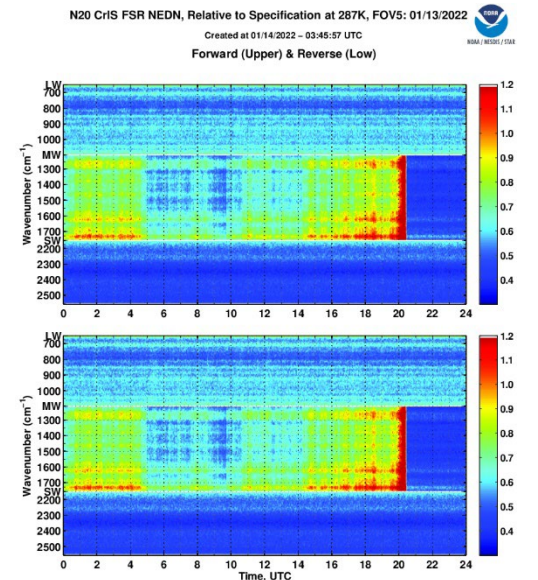 N20 CrIS FSR NEDN, Relative to Specification at 287K, FOV5: 01/13/2022
Created at 01/14/2022 – 03:45:57 UTC
NOAA / NESDIS / STAR
Forward (Upper) & Reverse (Low)
LW
700
800
900
1000
MW
1300
1400
1500
1600
1700
SW
2200
2300
2400
2500
Wavenumber (cm⁻¹)
0 2 4 6 8 10 12 14 16 18 20 22 24
1.2
1.1
1.0
0.9
0.8
0.7
0.6
0.5
0.4
LW
700
800
900
1000
MW
1300
1400
1500
1600
1700
SW
2200
2300
2400
2500
Wavenumber (cm⁻¹)
0 2 4 6 8 10 12 14 16 18 20 22 24
Time, UTC
1.2
1.1
1.0
0.9
0.8
0.7
0.6
0.5
0.4